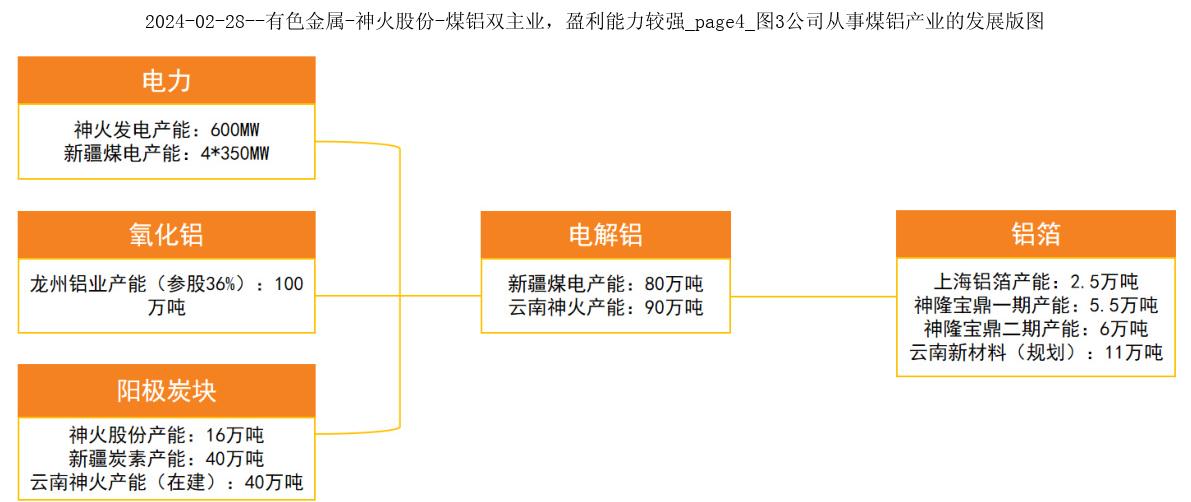 2024-02-28--有色金属-神火股份-煤铝双主业，盈利能力较强_page4_图3公司从事煤铝产业的发展版图
电力
神火发电产能：600MW
新疆煤电产能：4*350MW
氧化铝
龙州铝业产能（参股36%）：100
万吨
阳极炭块
神火股份产能：16万吨
新疆炭素产能：40万吨
云南神火产能（在建）：40万吨
电解铝
新疆煤电产能：80万吨
云南神火产能：90万吨
铝箔
上海铝箔产能：2.5万吨
神隆宝鼎一期产能：5.5万吨
神隆宝鼎二期产能：6万吨
云南新材料（规划）：11万吨